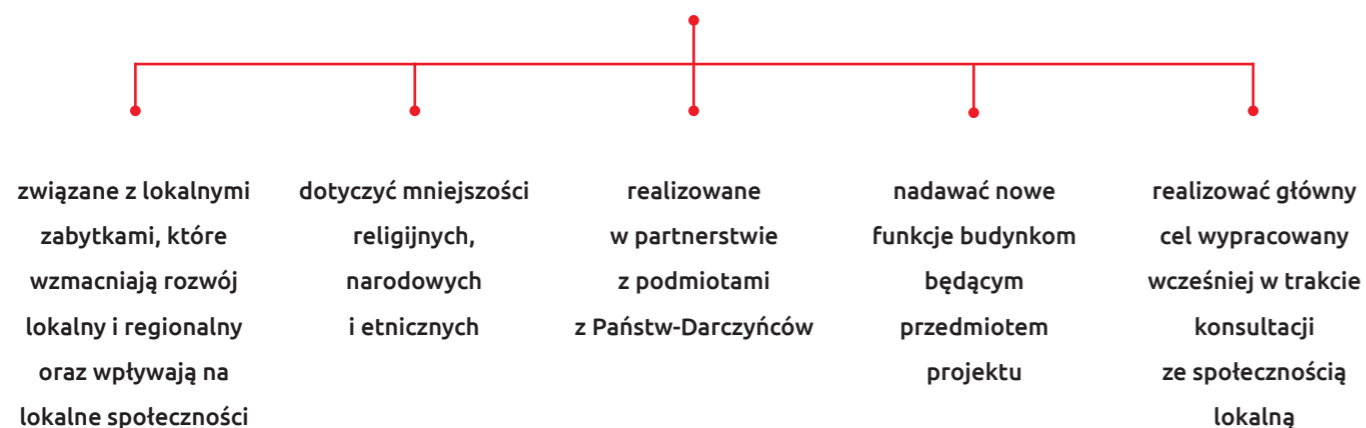 związane z lokalnymi
zabytkami, które
wzmacniają rozwój
lokalny i regionalny
oraz wpływają na
lokalne społeczności
dotyczyć mniejszości
religijnych,
narodowych
i etnicznych
realizowane
w partnerstwie
z podmiotami
z Państw-Darczyńców
nadawać nowe
funkcje budynkom
będącym
przedmiotem
projektu
realizować główny
cel wypracowany
wcześniej w trakcie
konsultacji
ze społecznością
lokalną